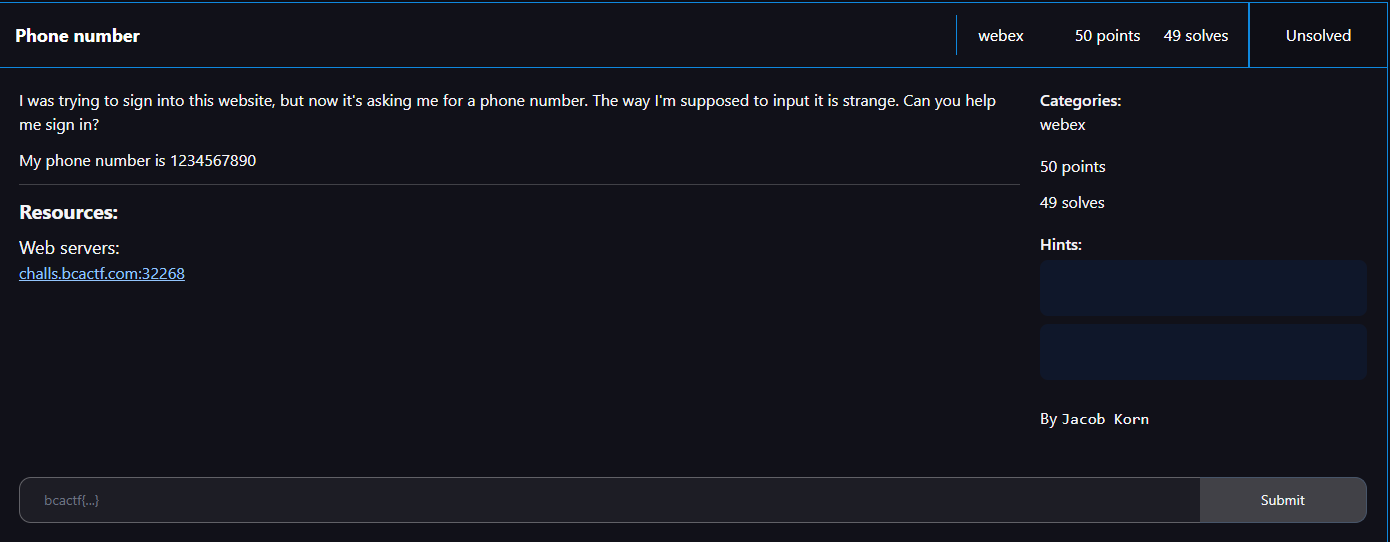 Phone number
webex
50 points
49 solves
Unsolved
I was trying to sign into this website, but now it's asking me for a phone number. The way I'm supposed to input it is strange. Can you help
me sign in?
My phone number is 1234567890
Resources:
Web servers:
challs.bcactf.com:32268
Categories:
webex
50 points
49 solves
Hints:
By Jacob Korn
bcactf{...}
Submit